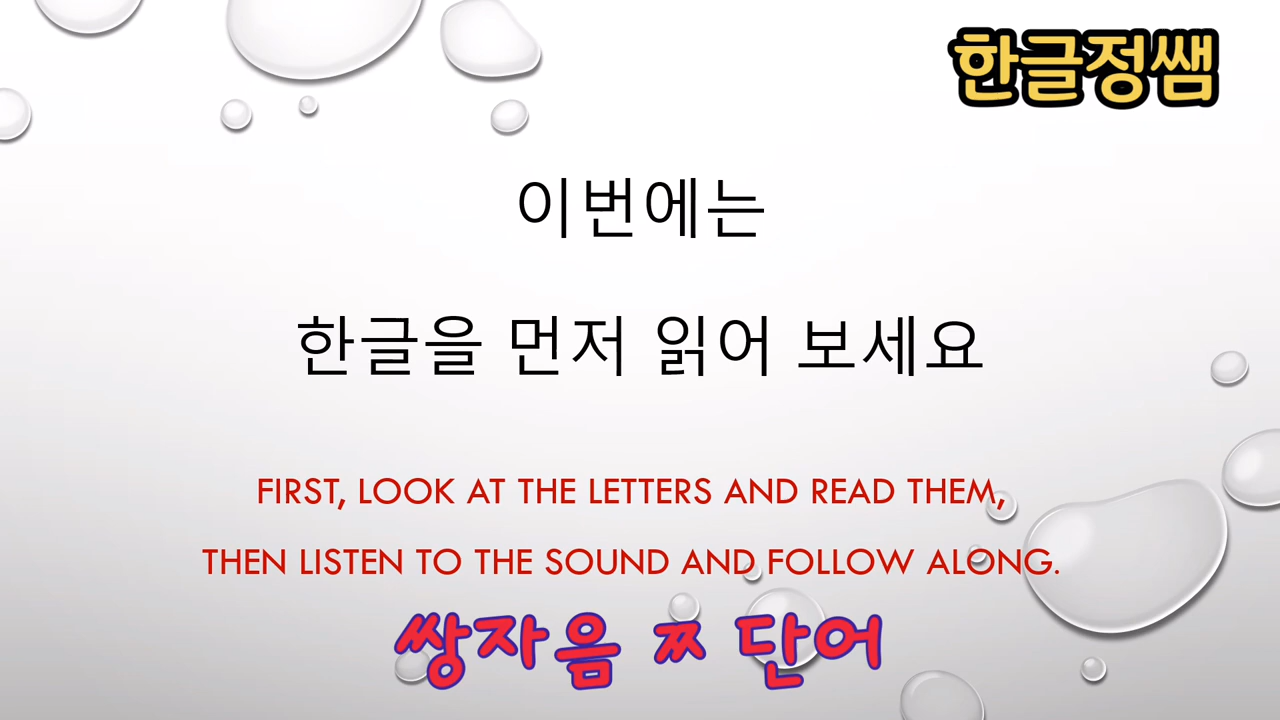 한글정쌤
이번에는
한글을 먼저 읽어 보세요
FIRST, LOOK AT THE LETTERS AND READ THEM,
THEN LISTEN TO THE SOUND AND FOLLOW ALONG.
쌍자음 ㅉ 단어